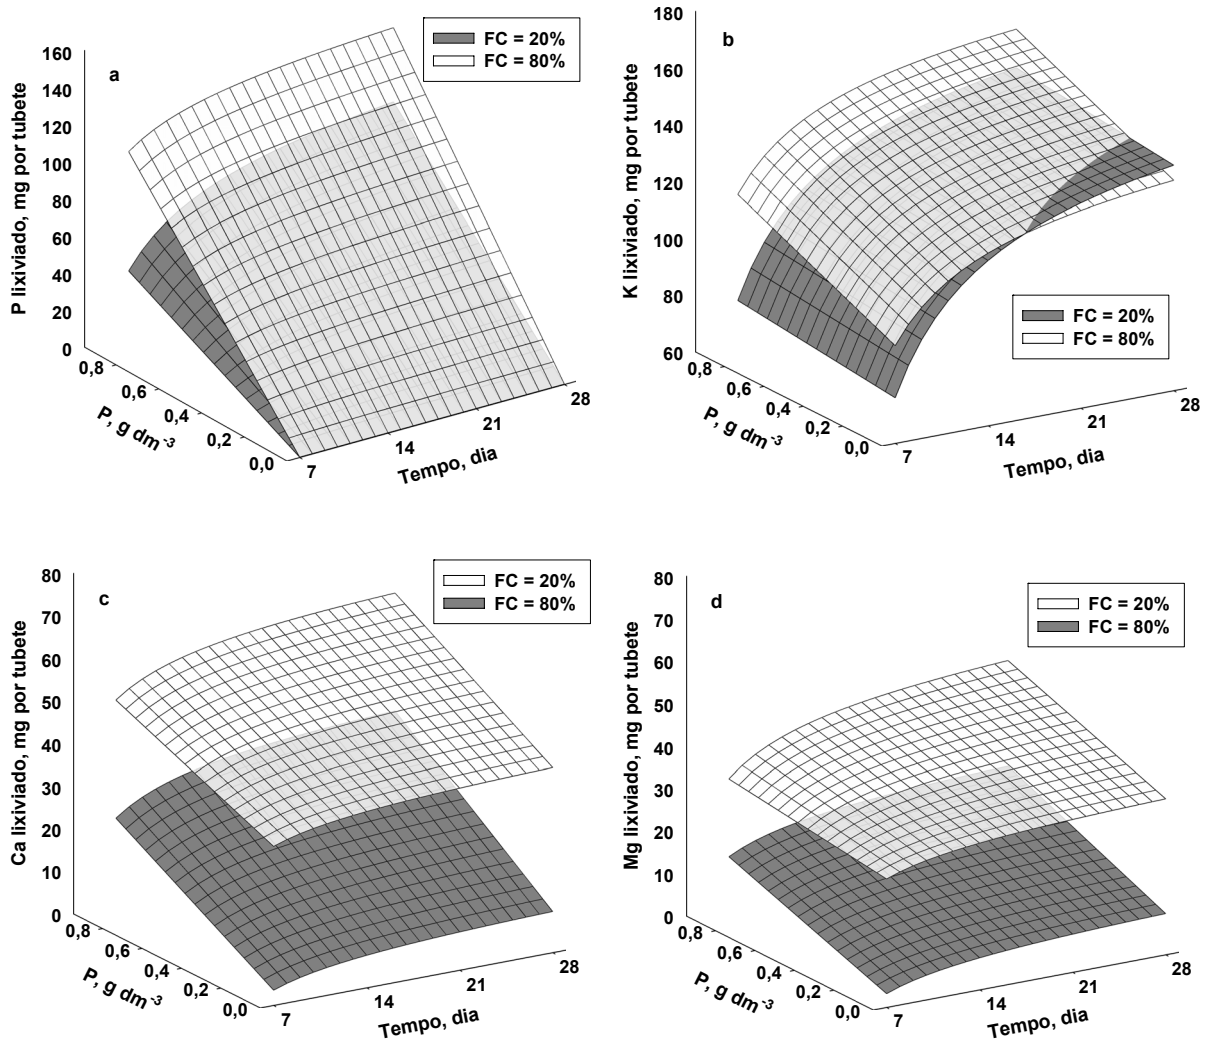 a
FC = 20%
FC = 80%
P lixiviado, mg por tubete
160
140
120
100
80
60
40
20
0
0,8
0,6
0,4
0,2
0,0
P, g dm-3
7
14
21
28
Tempo, dia
b
FC = 20%
FC = 80%
K lixiviado, mg por tubete
180
160
140
120
100
80
60
0,8
0,6
0,4
0,2
0,0
P, g dm-3
7
14
21
28
Tempo, dia
c
FC = 20%
FC = 80%
Ca lixiviado, mg por tubete
80
70
60
50
40
30
20
10
0
0,8
0,6
0,4
0,2
0,0
P, g dm-3
7
14
21
28
Tempo, dia
d
FC = 20%
FC = 80%
Mg lixiviado, mg por tubete
80
70
60
50
40
30
20
10
0
0,8
0,6
0,4
0,2
0,0
P, g dm-3
7
14
21
28
Tempo, dia